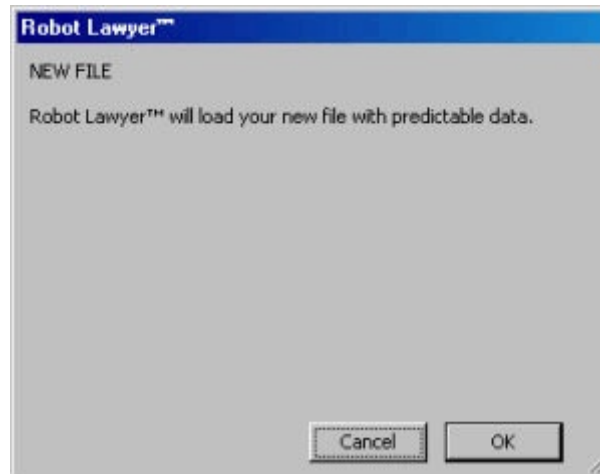 Robot Lawyer™
NEW FILE
Robot Lawyer™ will load your new file with predictable data.
Cancel
OK